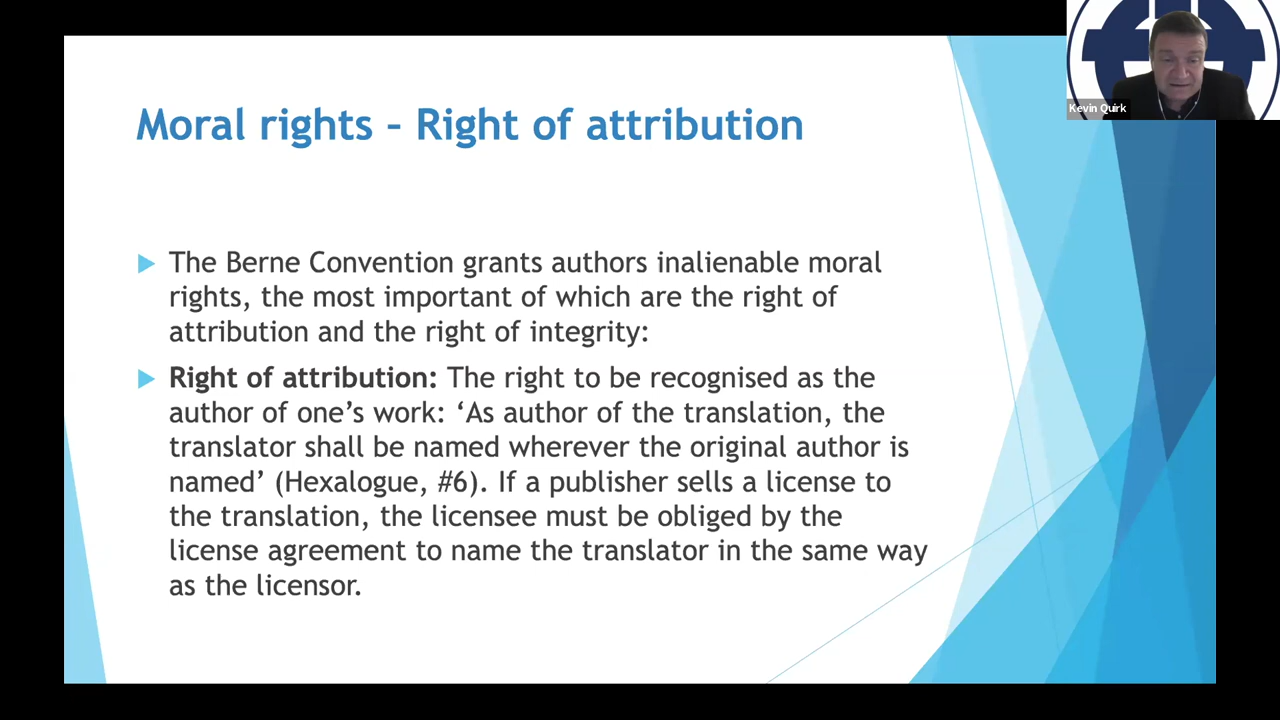 Moral rights – Right of attribution
The Berne Convention grants authors inalienable moral
rights, the most important of which are the right of
attribution and the right of integrity:
Right of attribution: The right to be recognised as the
author of one’s work: ‘As author of the translation, the
translator shall be named wherever the original author is
named’ (Hexalogue, #6). If a publisher sells a license to
the translation, the licensee must be obliged by the
license agreement to name the translator in the same way
as the licensor.
Kevin Quirk